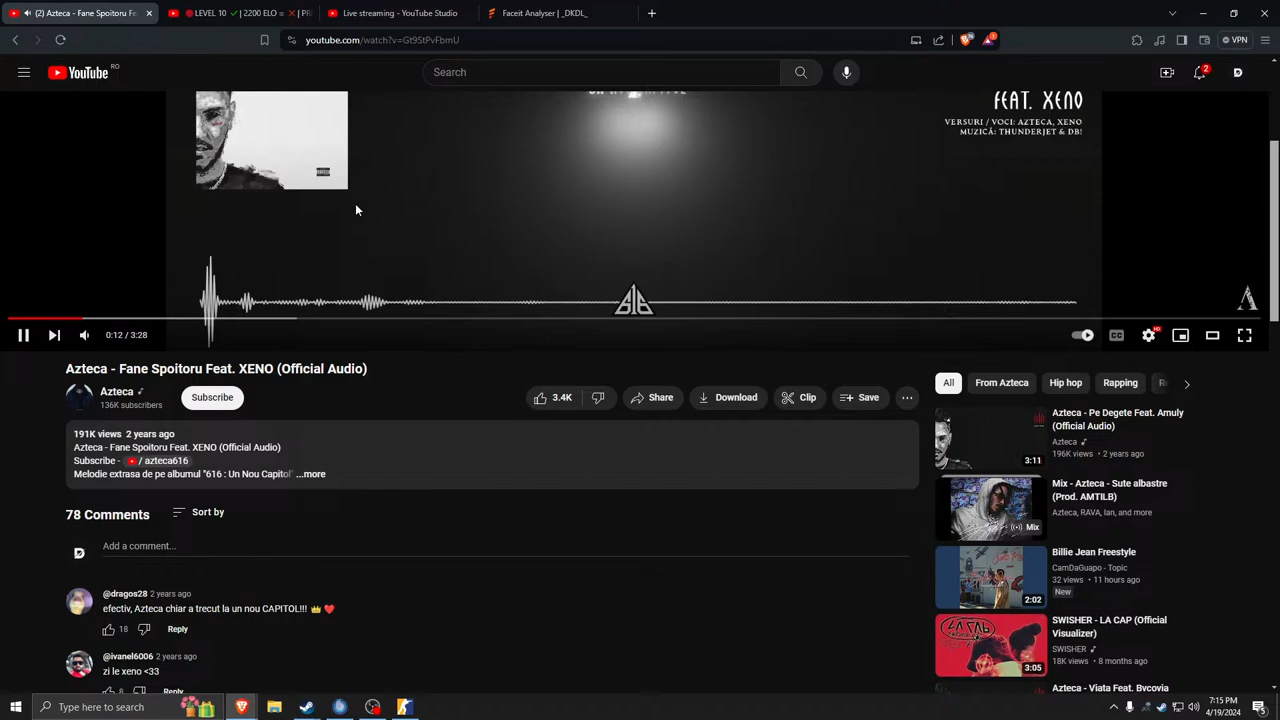 (2) Azteca - Fane Spoitoru F
LEVEL 10 | 2200 ELO = | PRI
Live streaming - YouTube Studio
Faceit Analyser | _DKDL_
youtube.com/watch?v=Gt9StPvFbmU
VPN
YouTube RO
Search
2
FEAT. XENO
VERSURI / VOCI: AZTECA, XENO
MUZICĂ: THUNDERJET & DB!
616
0:12 / 3:28
CC
HD
Azteca - Fane Spoitoru Feat. XENO (Official Audio)
Azteca
136K subscribers
Subscribe
3.4K
Share
Download
Clip
Save
191K views 2 years ago
Azteca - Fane Spoitoru Feat. XENO (Official Audio)
Subscribe - / azteca616
Melodie extrasa de pe albumul "616 : Un Nou Capitol" ...more
78 Comments
Sort by
Add a comment...
@dragos28 2 years ago
efectiv, Azteca chiar a trecut la un nou CAPITOL!!! 👑 ❤️
18
Reply
@ivanel6006 2 years ago
zi le xeno <33
8
Reply
All
From Azteca
Hip hop
Rapping
Azteca - Pe Degete Feat. Amuly
(Official Audio)
Azteca
196K views • 2 years ago
3:11
Mix - Azteca - Sute albastre
(Prod. AMTILB)
Azteca, RAVA, Ian, and more
Mix
Billie Jean Freestyle
CamDaGuapo - Topic
32 views • 11 hours ago
New
2:02
SWISHER - LA CAP (Official
Visualizer)
SWISHER
18K views • 8 months ago
3:05
Azteca - Viata Feat. Bvcovia
Type here to search
7:15 PM
4/19/2024